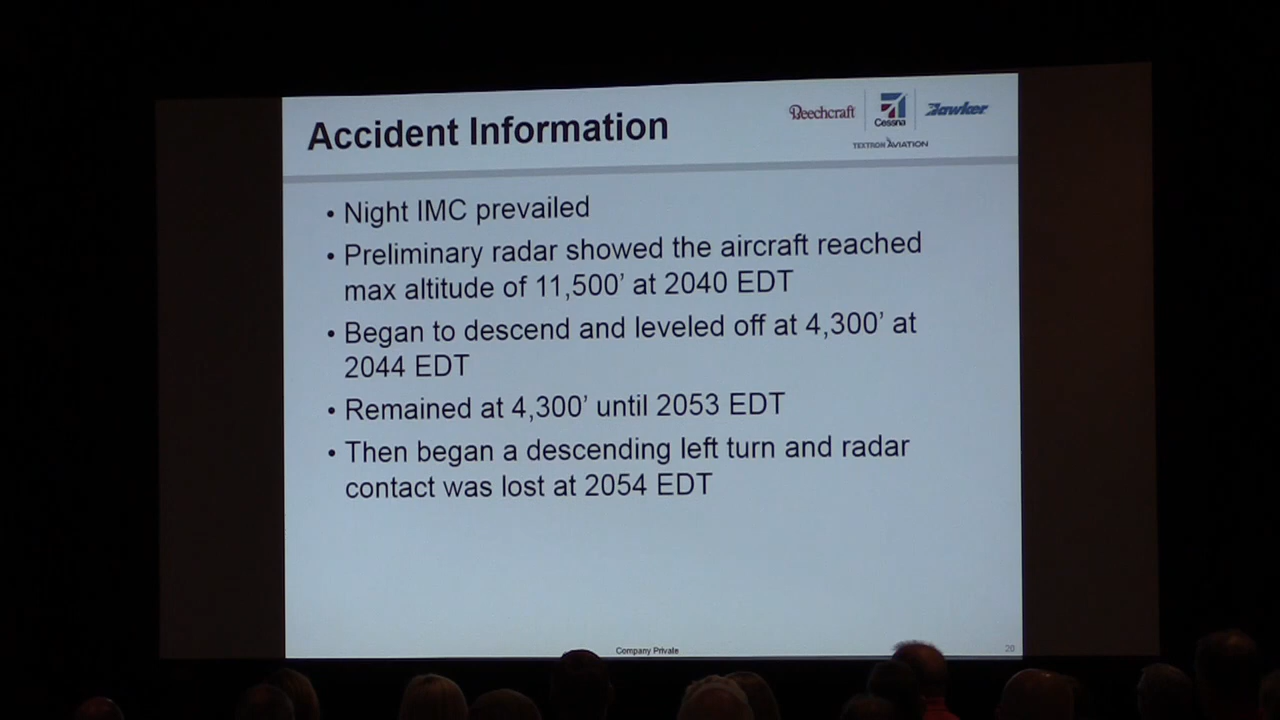 Accident Information
Beechcraft
Cessna
Hawker
TEXTRON AVIATION
• Night IMC prevailed
• Preliminary radar showed the aircraft reached
max altitude of 11,500’ at 2040 EDT
• Began to descend and leveled off at 4,300’ at
2044 EDT
• Remained at 4,300’ until 2053 EDT
• Then began a descending left turn and radar
contact was lost at 2054 EDT
Company Private
20